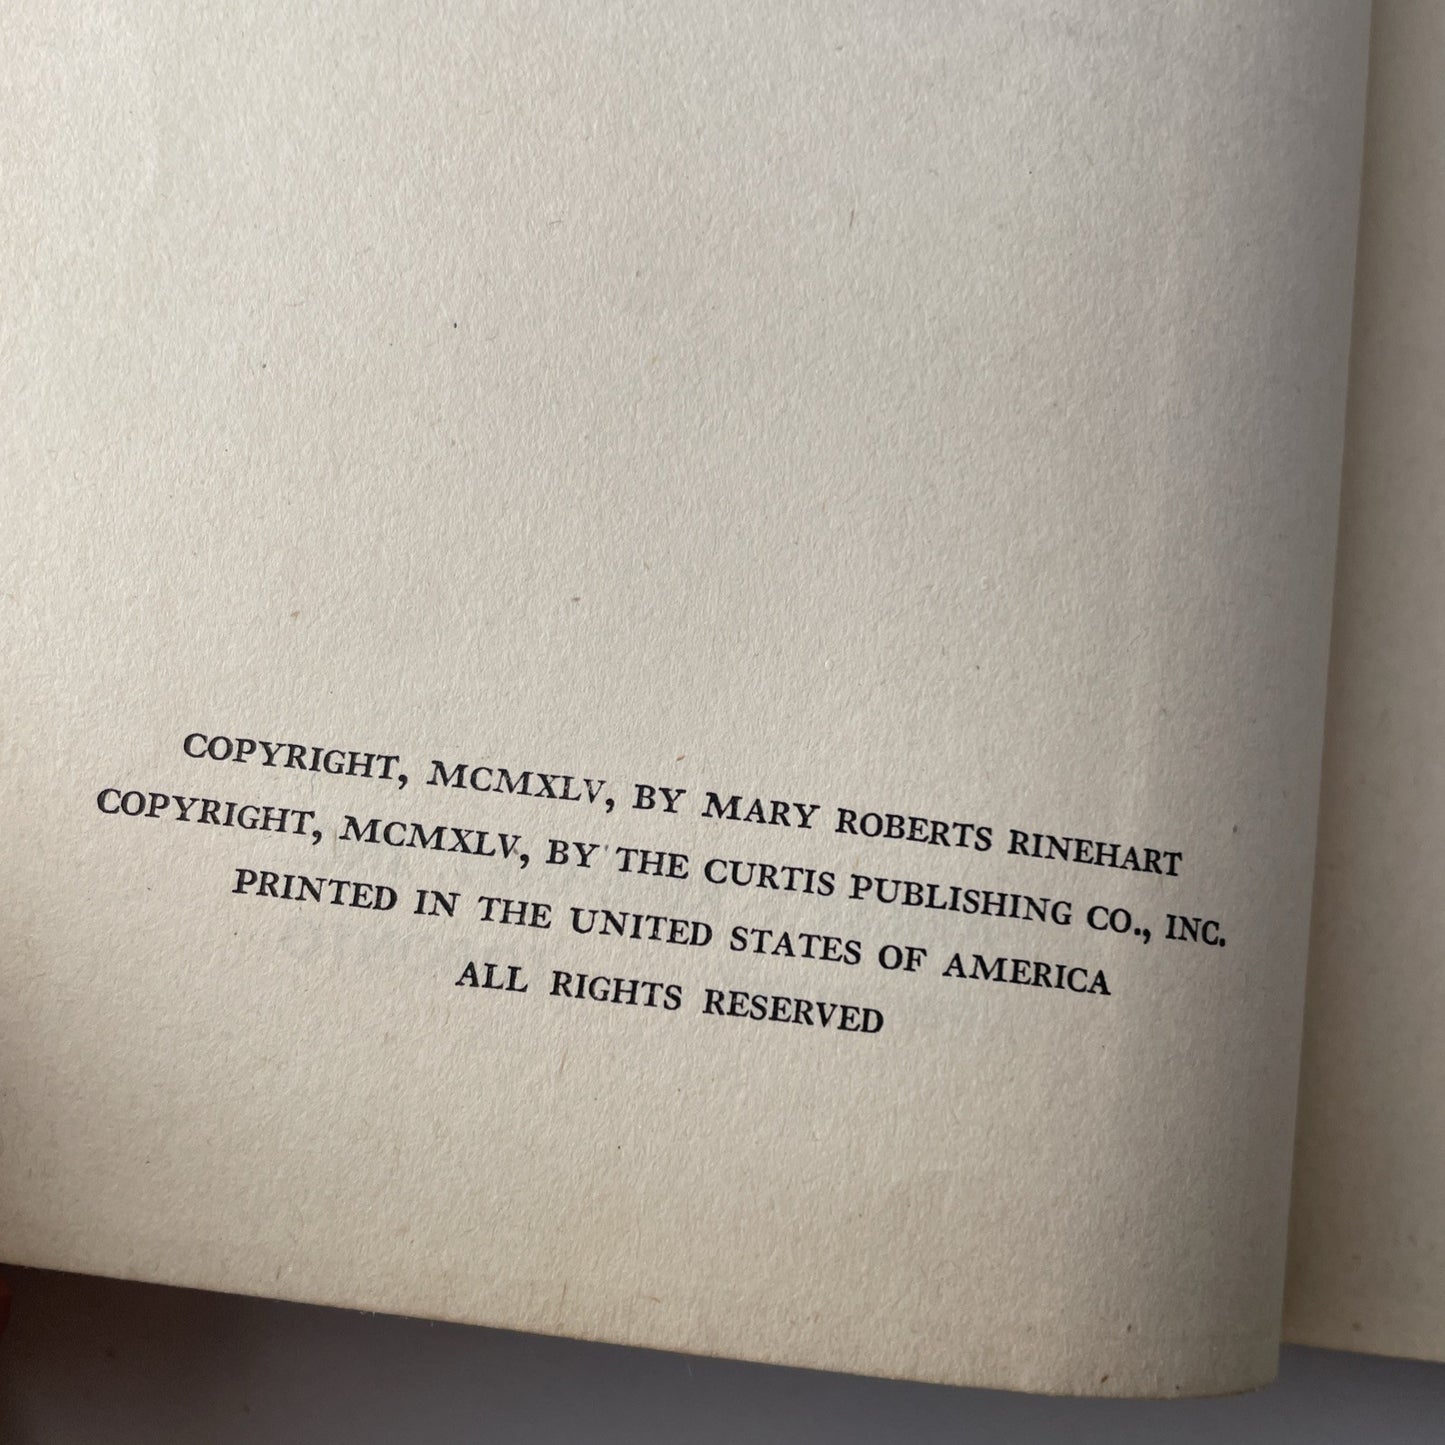 COPYRIGHT, MCMXLV, BY MARY ROBERTS RINEHART
COPYRIGHT, MCMXLV, BY THE CURTIS PUBLISHING CO., INC.
PRINTED IN THE UNITED STATES OF AMERICA
ALL RIGHTS RESERVED